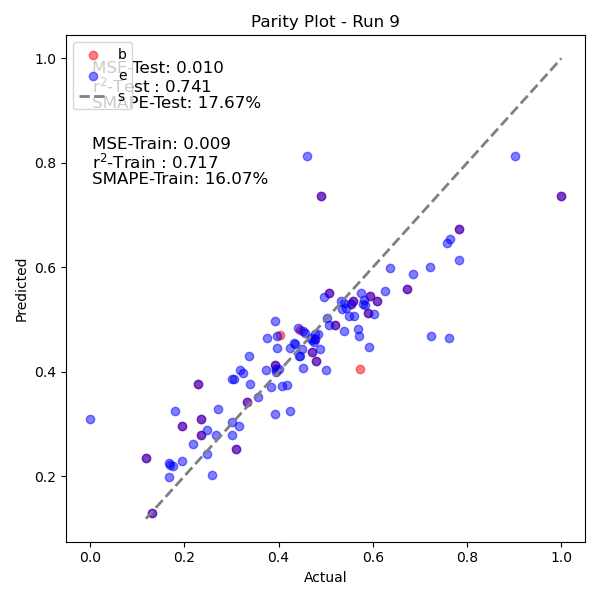 Parity Plot - Run 9
b
e
s
MSE-Test: 0.010
r²-Test : 0.741
SMAPE-Test: 17.67%
MSE-Train: 0.009
r²-Train : 0.717
SMAPE-Train: 16.07%
Predicted
1.0
0.8
0.6
0.4
0.2
0.0 0.2 0.4 0.6 0.8 1.0
Actual